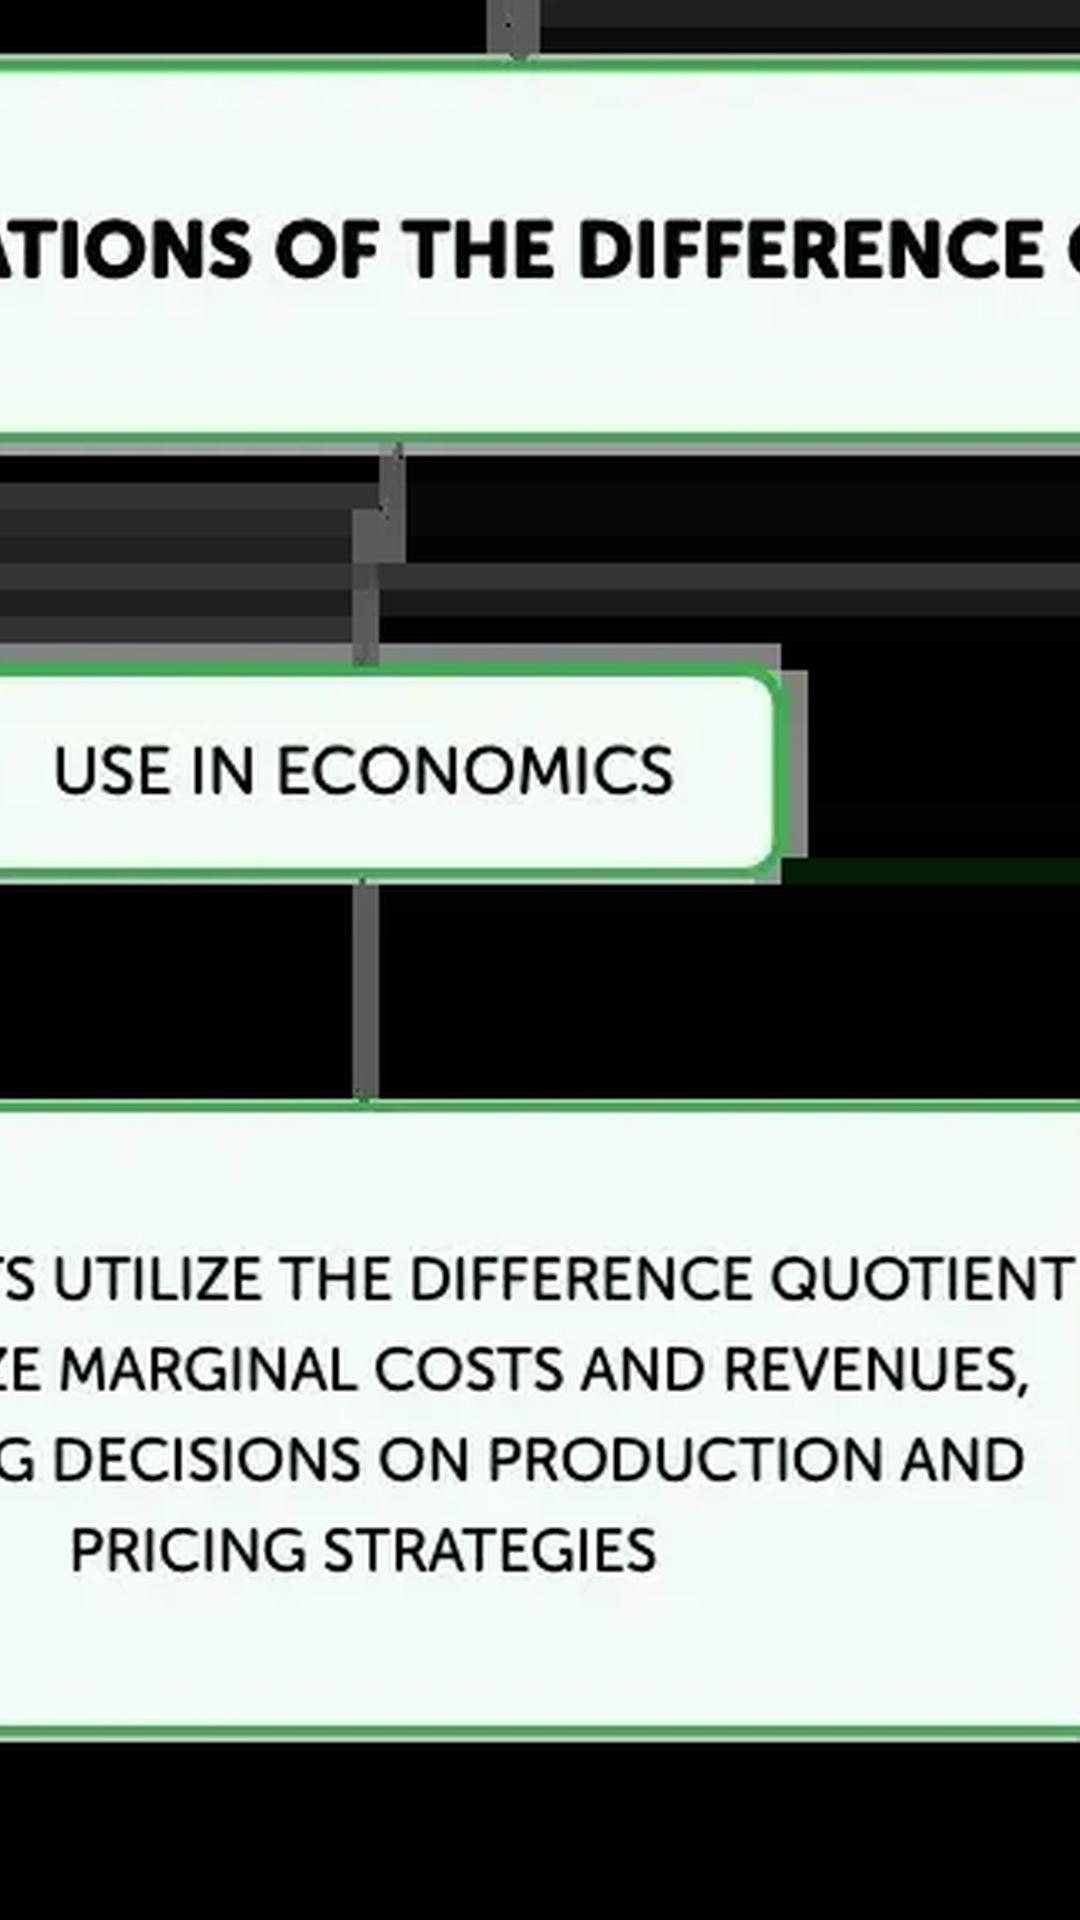 ATIONS OF THE DIFFERENCE
USE IN ECONOMICS
TS UTILIZE THE DIFFERENCE QUOTIENT
ZE MARGINAL COSTS AND REVENUES,
G DECISIONS ON PRODUCTION AND
PRICING STRATEGIES